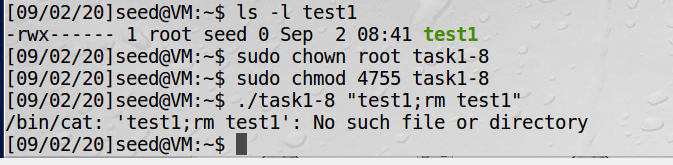 [09/02/20]seed@VM:~$ ls -l test1
-rwx------ 1 root seed 0 Sep  2 08:41 test1
[09/02/20]seed@VM:~$ sudo chown root task1-8
[09/02/20]seed@VM:~$ sudo chmod 4755 task1-8
[09/02/20]seed@VM:~$ ./task1-8 "test1;rm test1"
/bin/cat: 'test1;rm test1': No such file or directory
[09/02/20]seed@VM:~$